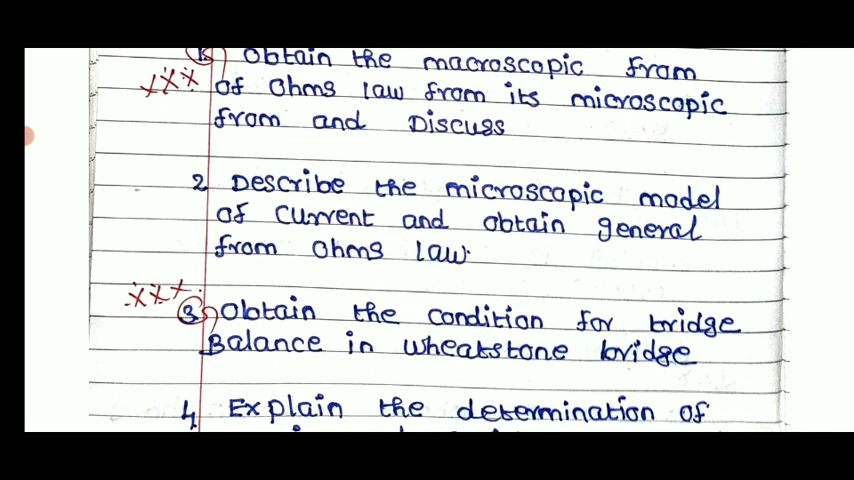 1) Obtain the macroscopic from
xxx of ohms law from its microscopic
from and Discuss
2 Describe the microscopic model
of current and obtain general
from ohms law.
xxx
3) Obtain the condition for bridge
Balance in wheatstone bridge
4 Explain the determination of